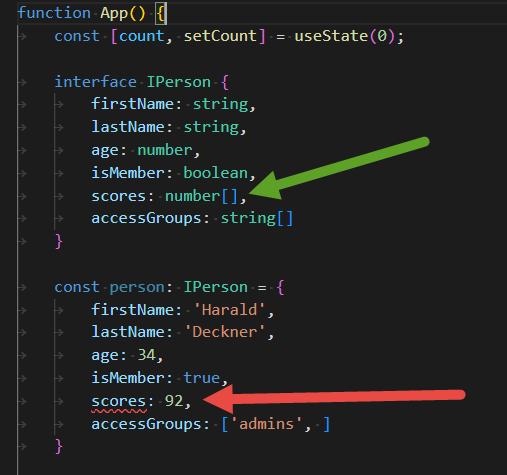 function App() {
const [count, setCount] = useState(0);
interface IPerson {
firstName: string,
lastName: string,
age: number,
isMember: boolean,
scores: number[],
accessGroups: string[]
}
const person: IPerson = {
firstName: 'Harald',
lastName: 'Deckner',
age: 34,
isMember: true,
scores: 92,
accessGroups: ['admins', ]
}